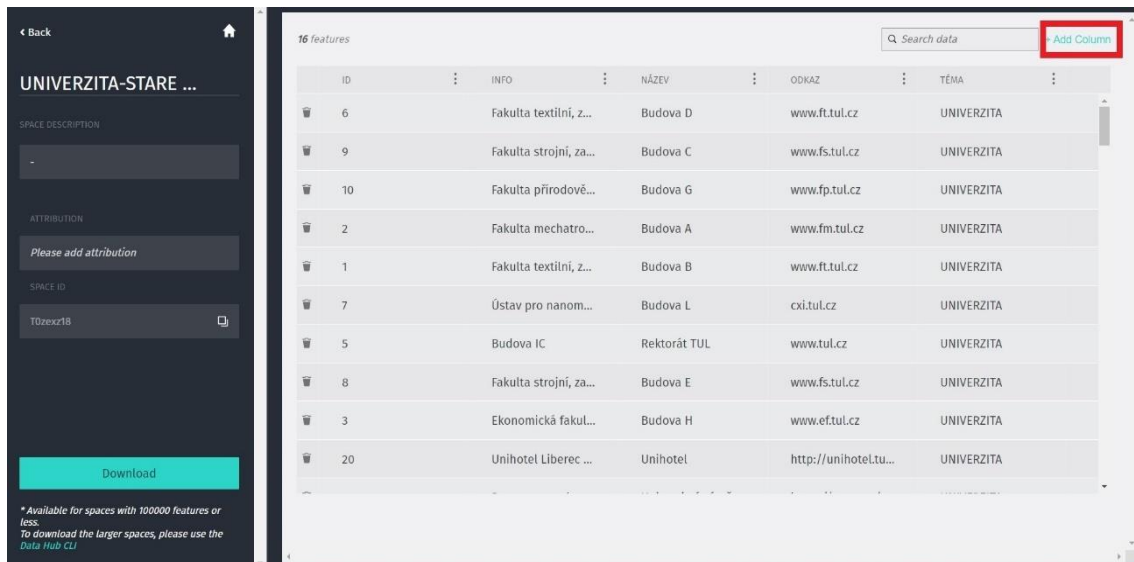 Back
UNIVERZITA-STARE ...
SPACE DESCRIPTION
-
ATTRIBUTION
Please add attribution
SPACE ID
T0zexz18
Download
* Available for spaces with 100000 features or
less.
To download the larger spaces, please use the
Data Hub CLI
16 features
Search data
+ Add Column
ID INFO NÁZEV ODKAZ TÉMA
6 Fakulta textilní, z... Budova D www.ft.tul.cz UNIVERZITA
9 Fakulta strojní, za... Budova C www.fs.tul.cz UNIVERZITA
10 Fakulta přírodově... Budova G www.fp.tul.cz UNIVERZITA
2 Fakulta mechatro... Budova A www.fm.tul.cz UNIVERZITA
1 Fakulta textilní, z... Budova B www.ft.tul.cz UNIVERZITA
7 Ústav pro nanom... Budova L cxi.tul.cz UNIVERZITA
5 Budova IC Rektorát TUL www.tul.cz UNIVERZITA
8 Fakulta strojní, za... Budova E www.fs.tul.cz UNIVERZITA
3 Ekonomická fakul... Budova H www.ef.tul.cz UNIVERZITA
20 Unihotel Liberec ... Unihotel http://unihotel.tu... UNIVERZITA